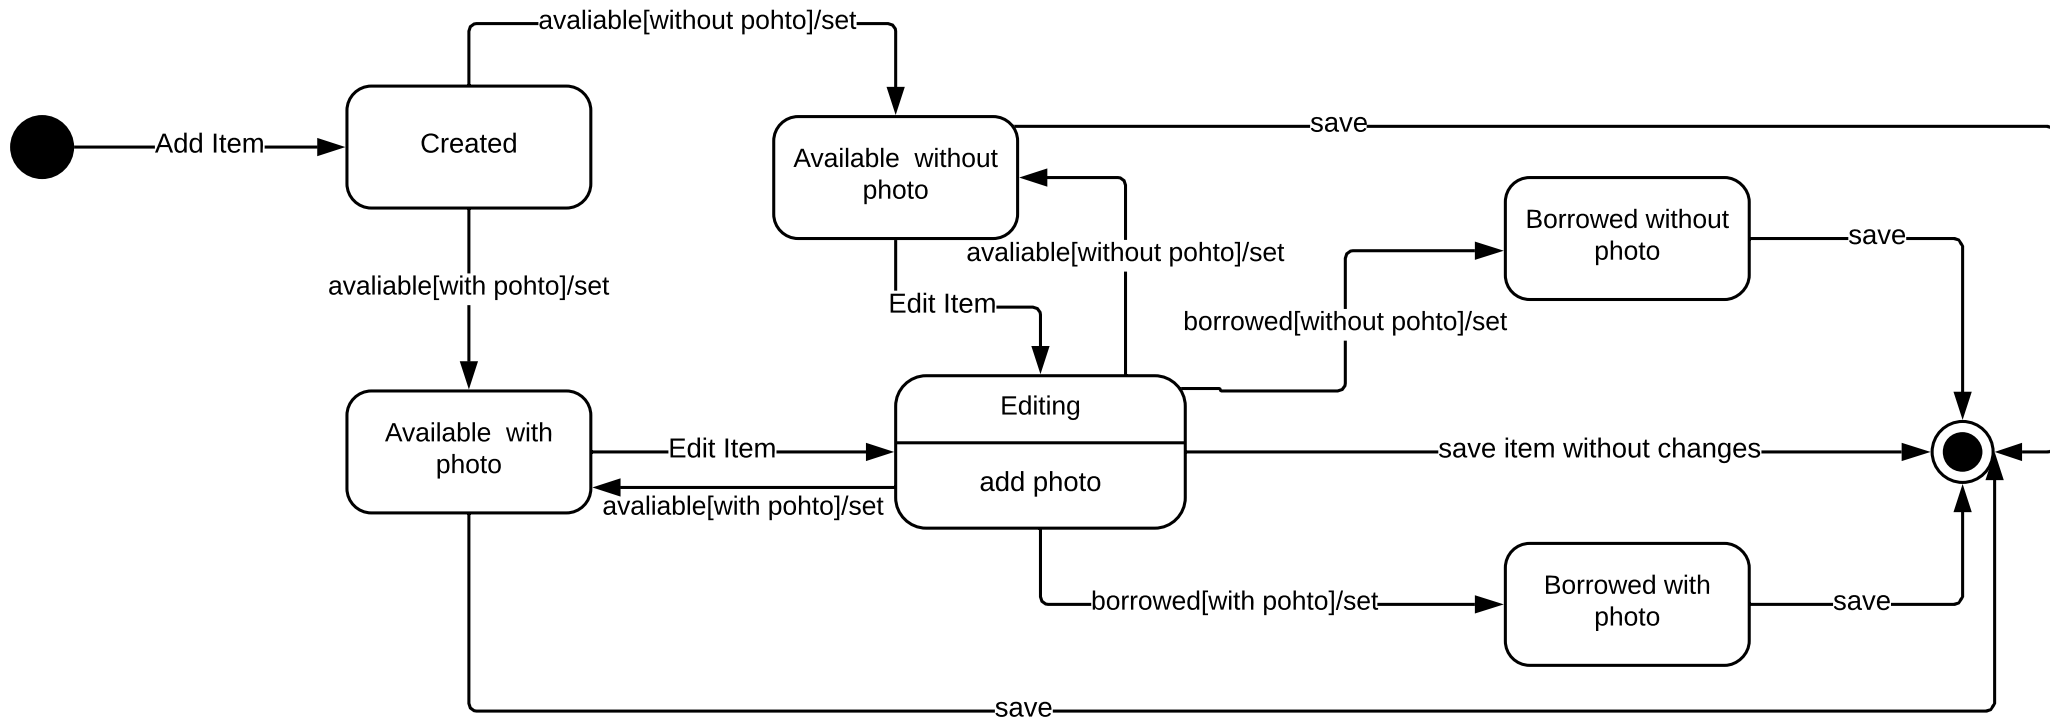 avaliable[without pohto]/set
Add Item
Created
Available  without
photo
save
Borrowed without
photo
save
avaliable[without pohto]/set
avaliable[with pohto]/set
Edit Item
borrowed[without pohto]/set
Editing
Available  with
photo
Edit Item
save item without changes
add photo
avaliable[with pohto]/set
Borrowed with
photo
borrowed[with pohto]/set
save
save